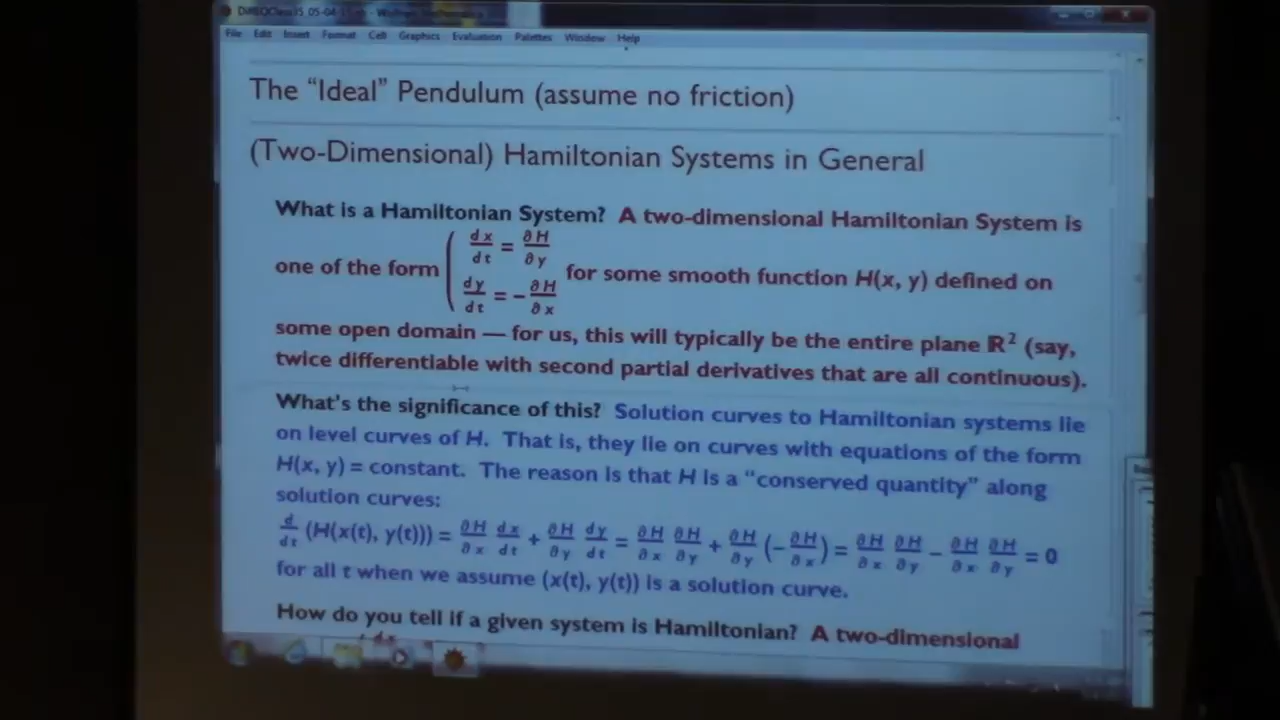 File Edit Insert Format Cell Graphics Evaluation Palettes Window Help
The “Ideal” Pendulum (assume no friction)
(Two-Dimensional) Hamiltonian Systems in General
What is a Hamiltonian System? A two-dimensional Hamiltonian System is
one of the form { dx/dt = ∂H/∂y, dy/dt = - ∂H/∂x for some smooth function H(x, y) defined on
some open domain — for us, this will typically be the entire plane R² (say,
twice differentiable with second partial derivatives that are all continuous).
What's the significance of this? Solution curves to Hamiltonian systems lie
on level curves of H. That is, they lie on curves with equations of the form
H(x, y) = constant. The reason is that H is a “conserved quantity” along
solution curves:
d/dt (H(x(t), y(t))) = ∂H/∂x dx/dt + ∂H/∂y dy/dt = ∂H/∂x ∂H/∂y + ∂H/∂y (- ∂H/∂x) = ∂H/∂x ∂H/∂y - ∂H/∂x ∂H/∂y = 0
for all t when we assume (x(t), y(t)) is a solution curve.
How do you tell if a given system is Hamiltonian? A two-dimensional